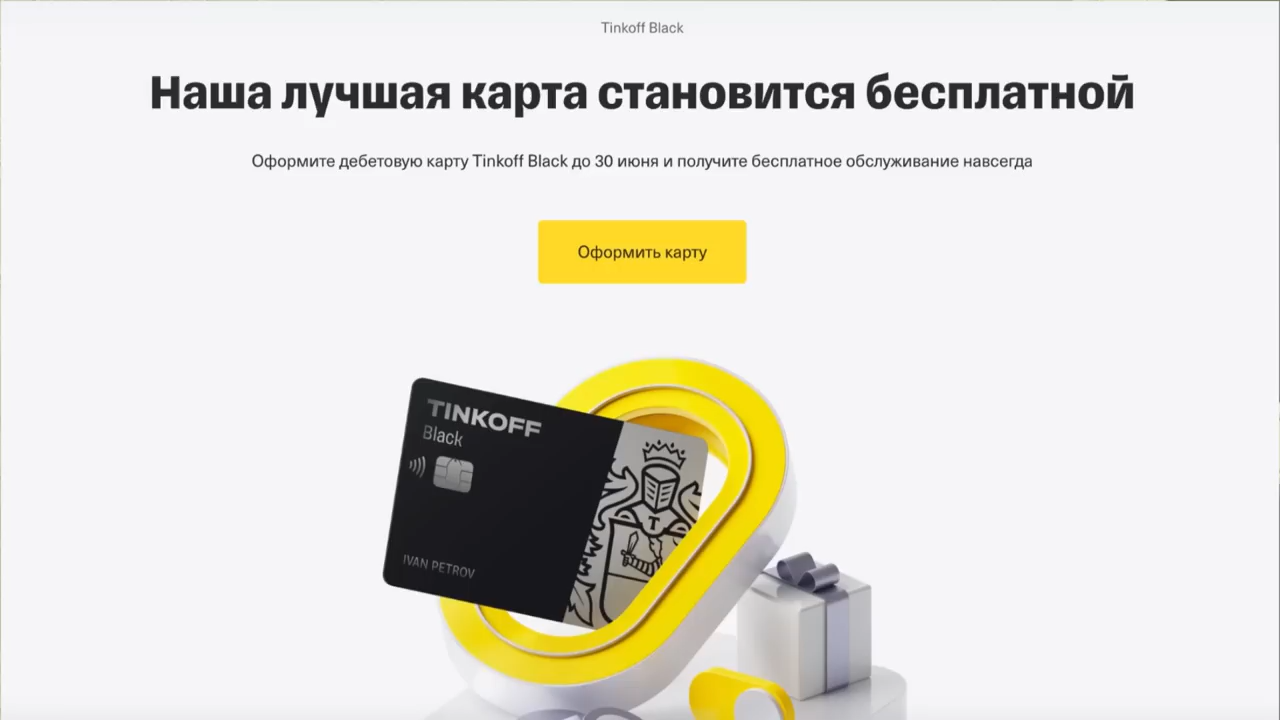 Tinkoff Black
Наша лучшая карта становится бесплатной
Оформите дебетовую карту Tinkoff Black до 30 июня и получите бесплатное обслуживание навсегда
Оформить карту
TINKOFF
Black
IVAN PETROV
T